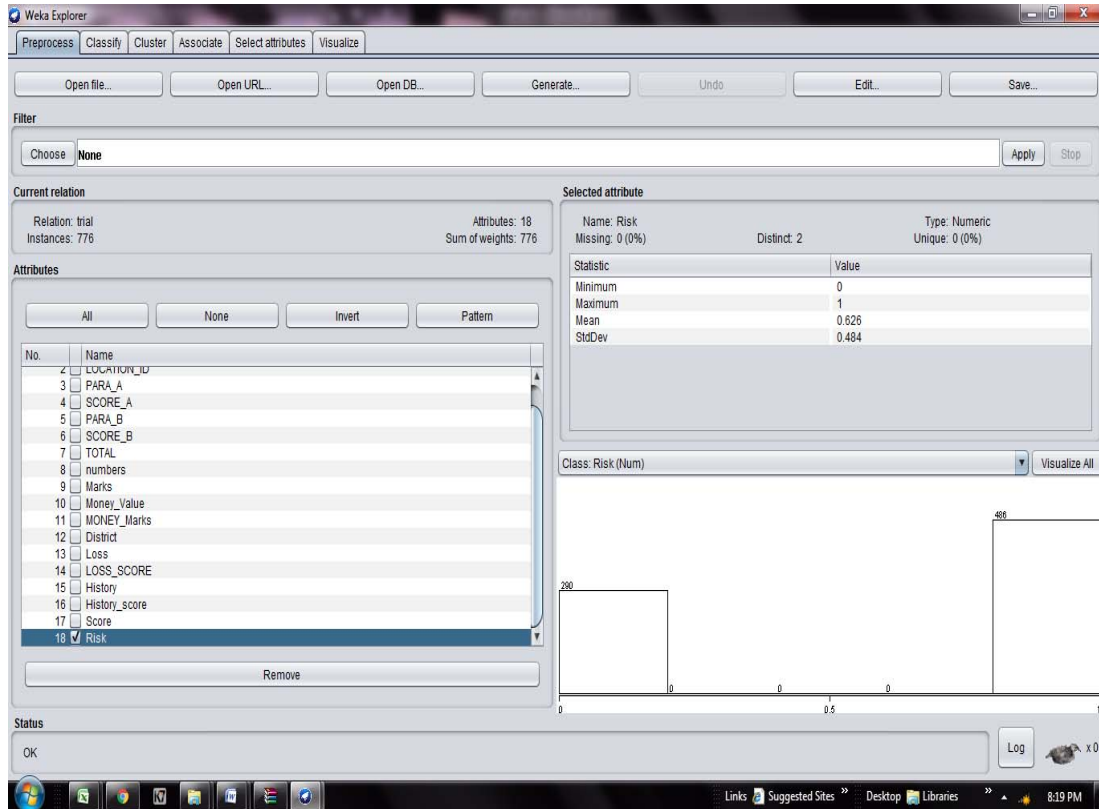 Weka Explorer
Preprocess Classify Cluster Associate Select attributes Visualize
Open file... Open URL... Open DB... Generate... Undo Edit... Save...
Filter
Choose None Apply Stop
Current relation
Relation: trial Attributes: 18
Instances: 776 Sum of weights: 776
Selected attribute
Name: Risk Type: Numeric
Missing: 0 (0%) Distinct: 2 Unique: 0 (0%)
Statistic Value
Minimum 0
Maximum 1
Mean 0.626
StdDev 0.484
Attributes
All None Invert Pattern
No. Name
2 LOCATION_ID
3 PARA_A
4 SCORE_A
5 PARA_B
6 SCORE_B
7 TOTAL
8 numbers
9 Marks
10 Money_Value
11 MONEY_Marks
12 District
13 Loss
14 LOSS_SCORE
15 History
16 History_score
17 Score
18 Risk
Remove
Class: Risk (Num) Visualize All
486
290
0 0 0
0 0.5 1
Status
OK Log x 0
Links Suggested Sites » Desktop Libraries » 8:19 PM